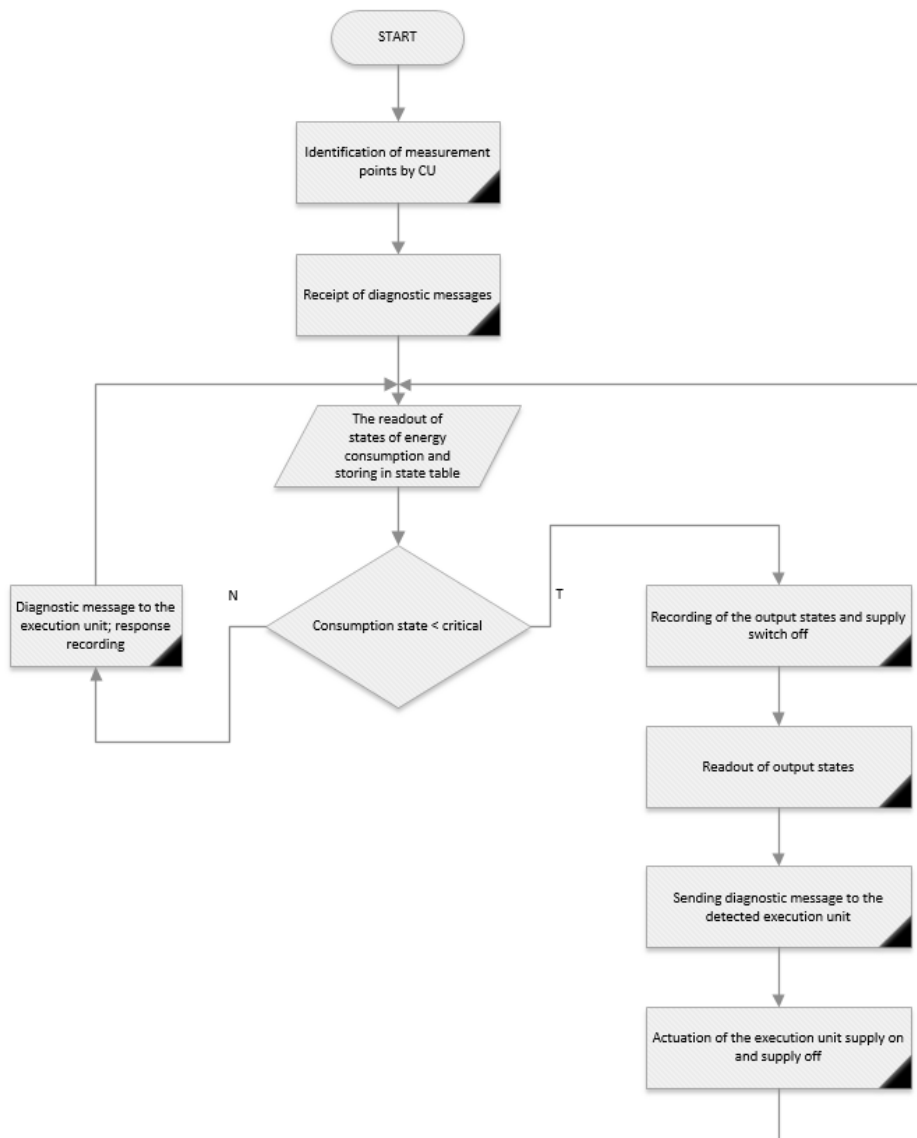 START
Identification of measurement
points by CU
Receipt of diagnostic messages
The readout of
states of energy
consumption and
storing in state table
Diagnostic message to the
execution unit; response
recording
N
Consumption state < critical
T
Recording of the output states and supply
switch off
Readout of output states
Sending diagnostic message to the
detected execution unit
Actuation of the execution unit supply on
and supply off